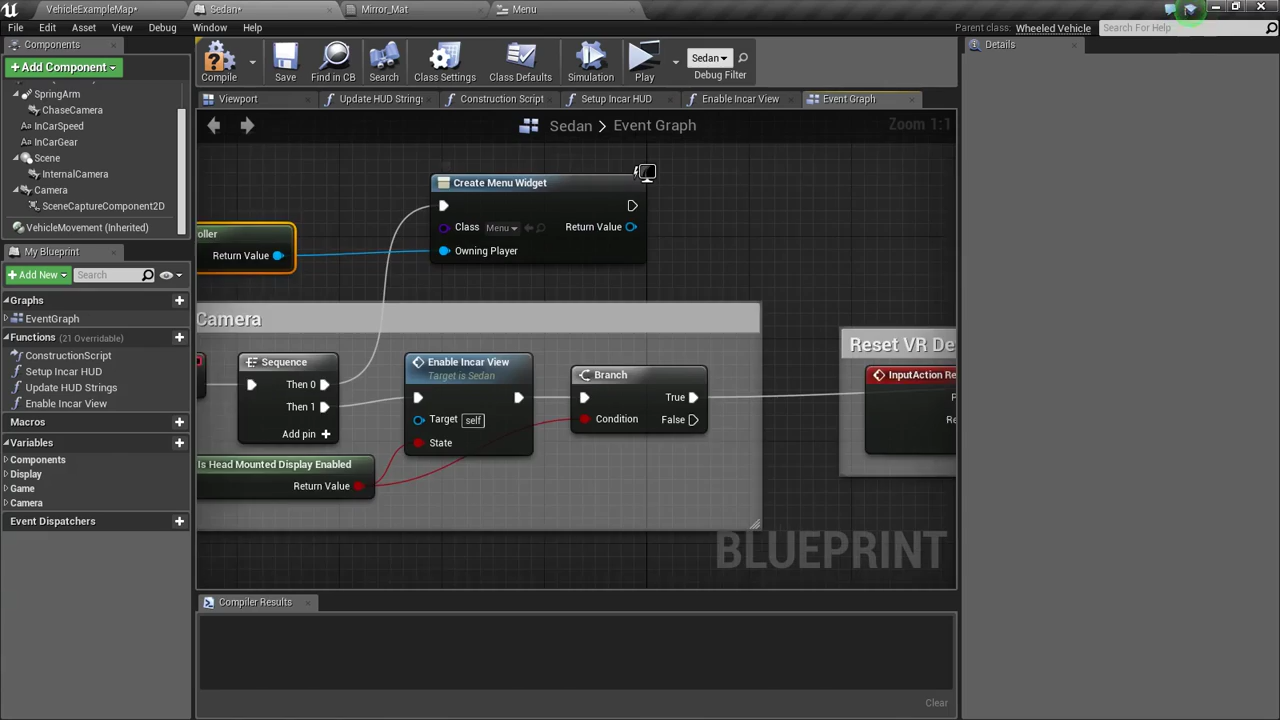 VehicleExampleMap*
Sedan*
Mirror_Mat
Menu
File
Edit
Asset
View
Debug
Window
Help
Parent class: Wheeled Vehicle
Search For Help
Components
Add Component
SpringArm
ChaseCamera
InCarSpeed
InCarGear
Scene
InternalCamera
Camera
SceneCaptureComponent2D
VehicleMovement (Inherited)
My Blueprint
Add New
Search
Graphs
EventGraph
Functions (21 Overridable)
ConstructionScript
Setup Incar HUD
Update HUD Strings
Enable Incar View
Macros
Variables
Components
Display
Game
Camera
Event Dispatchers
Compile
Save
Find in CB
Search
Class Settings
Class Defaults
Simulation
Play
Sedan
Debug Filter
Viewport
Update HUD Strings
Construction Script
Setup Incar HUD
Enable Incar View
Event Graph
Sedan > Event Graph
Zoom 1:1
Create Menu Widget
Class Menu
Return Value
Owning Player
oller
Return Value
Camera
Sequence
Then 0
Then 1
Add pin +
Enable Incar View
Target is Sedan
Target self
State
Branch
True
Condition
False
Is Head Mounted Display Enabled
Return Value
Reset VR De
InputAction Re
P
Re
BLUEPRINT
Compiler Results
Clear
Details